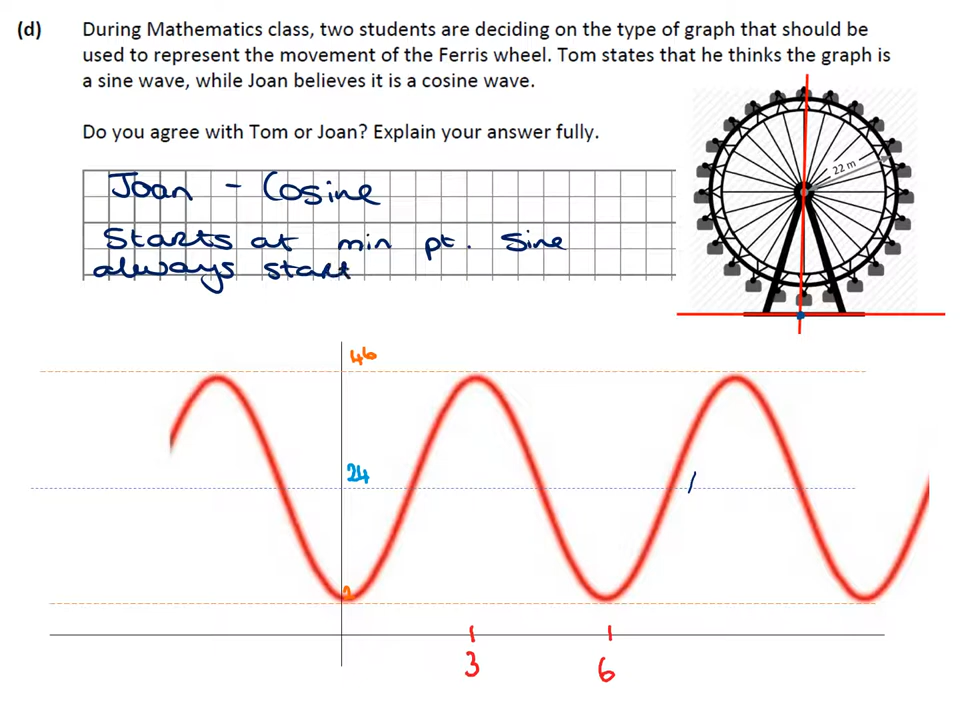 (d) During Mathematics class, two students are deciding on the type of graph that should be
used to represent the movement of the Ferris wheel. Tom states that he thinks the graph is
a sine wave, while Joan believes it is a cosine wave.
Do you agree with Tom or Joan? Explain your answer fully.
22 m
Joan - Cosine
Starts at min pt. Sine
always start
46
24
2
3
6